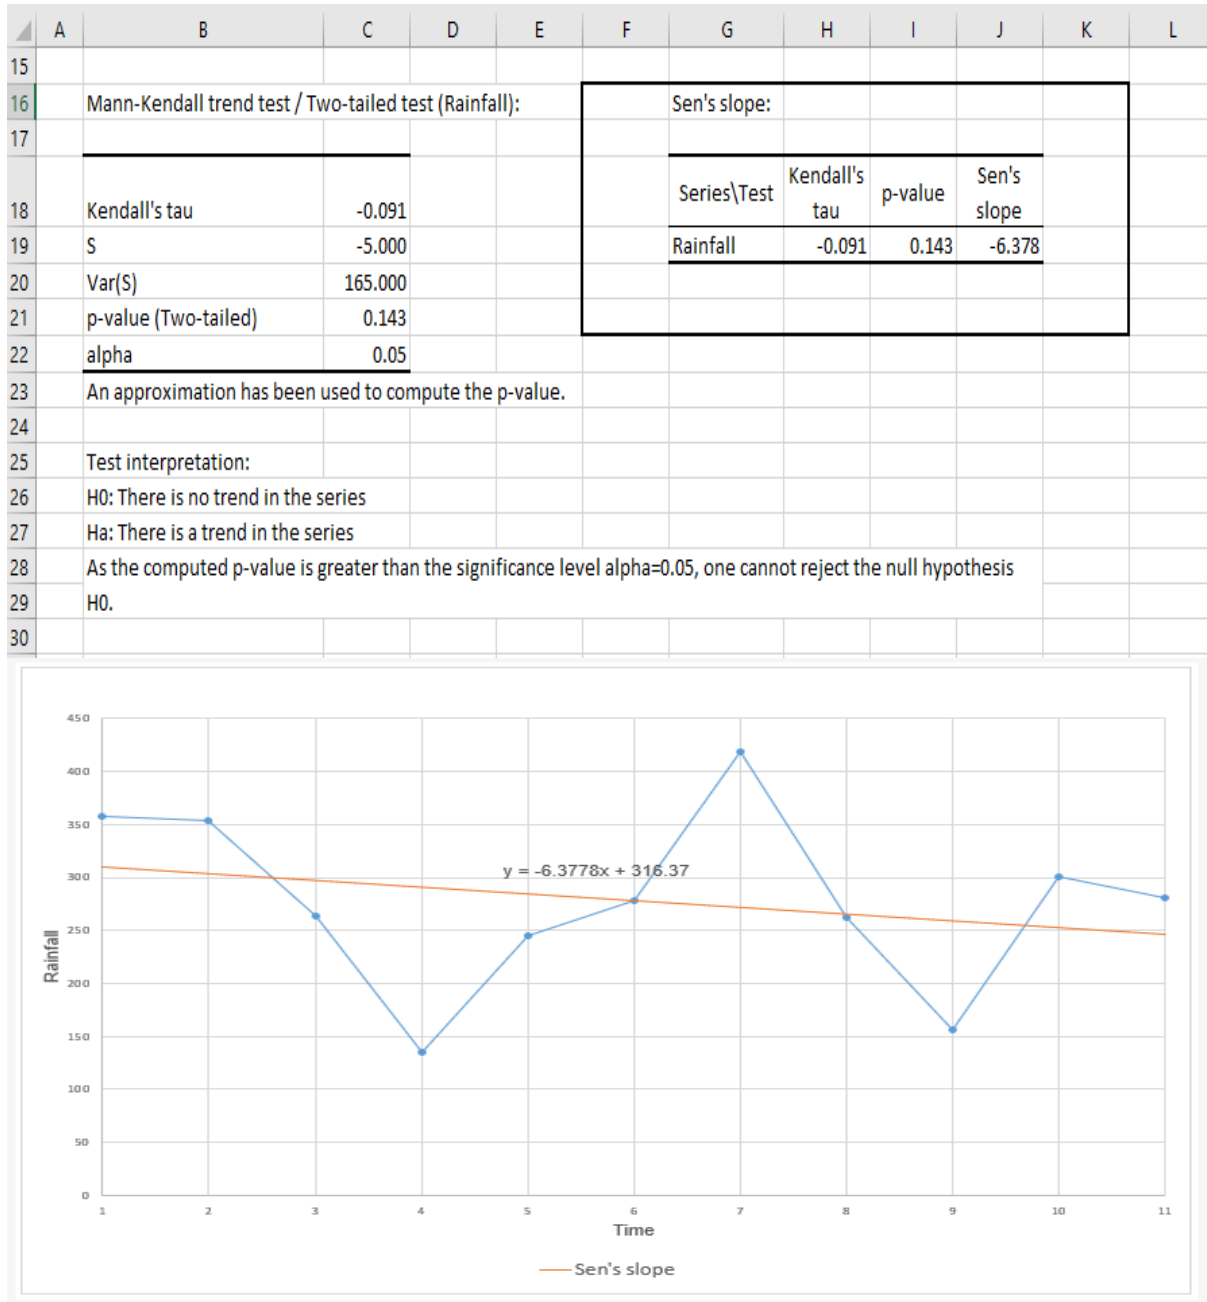 A B C D E F G H I J K L
15
16 Mann-Kendall trend test / Two-tailed test (Rainfall): Sen's slope:
17
Series\Test Kendall's tau p-value Sen's slope
18 Kendall's tau -0.091
19 S -5.000 Rainfall -0.091 0.143 -6.378
20 Var(S) 165.000
21 p-value (Two-tailed) 0.143
22 alpha 0.05
23 An approximation has been used to compute the p-value.
24
25 Test interpretation:
26 H0: There is no trend in the series
27 Ha: There is a trend in the series
28 As the computed p-value is greater than the significance level alpha=0.05, one cannot reject the null hypothesis
29 H0.
30
450
400
350
300
250
200
150
100
50
0
Rainfall
y = -6.3778x + 316.37
1 2 3 4 5 6 7 8 9 10 11
Time
Sen's slope